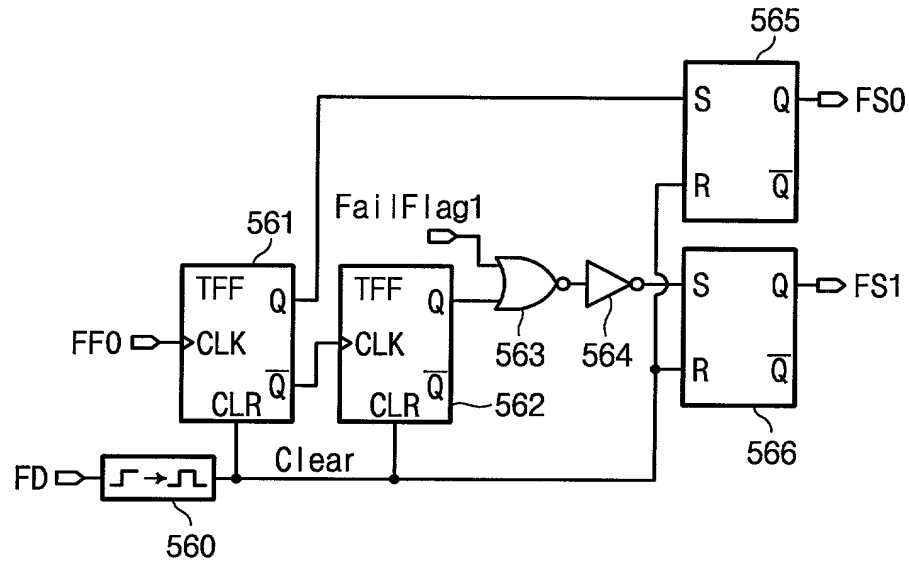 565
S Q FS0
R Q̅
FailFlag1
561
TFF Q
FF0 CLK
Q̅
CLR
TFF Q
CLK
Q̅
CLR
562
563
564
S Q FS1
R Q̅
566
Clear
FD
560